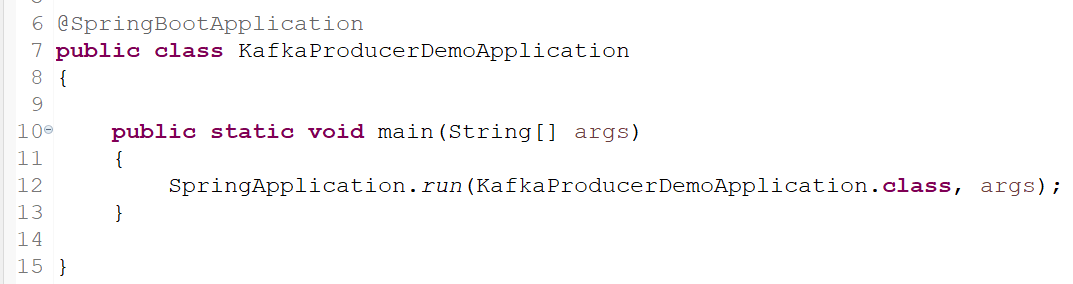 6 @SpringBootApplication
7 public class KafkaProducerDemoApplication
8 {
9
10 public static void main(String[] args)
11 {
12 SpringApplication.run(KafkaProducerDemoApplication.class, args);
13 }
14
15 }